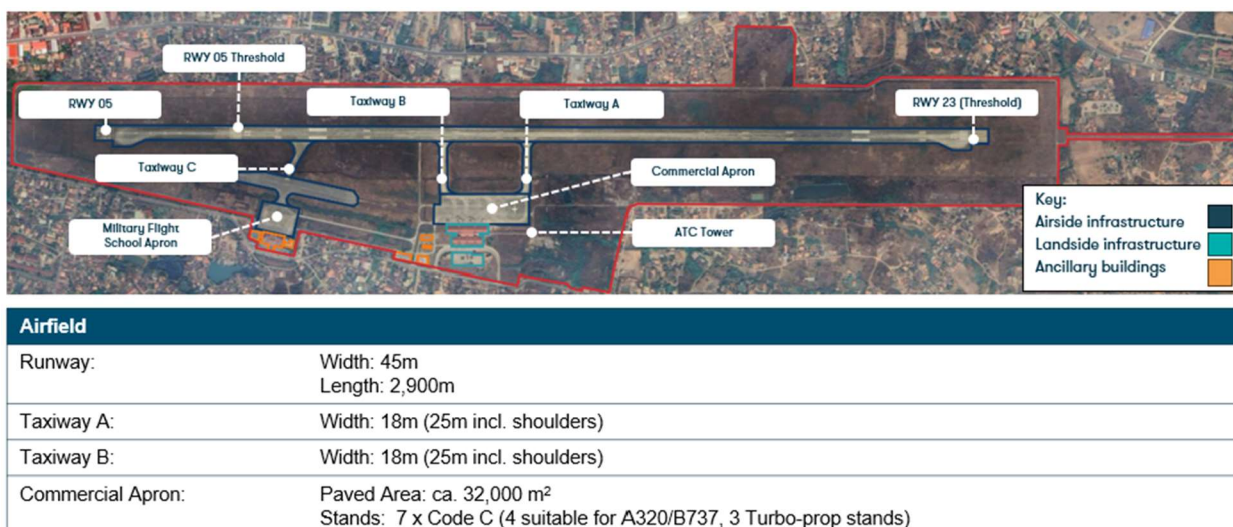 RWY 05 Threshold
RWY 05
Taxiway B
Taxiway A
RWY 23 (Threshold)
Taxiway C
Commercial Apron
Military Flight
School Apron
ATC Tower
Key:
Airside infrastructure
Landside infrastructure
Ancillary buildings
Airfield
Runway: Width: 45m
Length: 2,900m
Taxiway A: Width: 18m (25m incl. shoulders)
Taxiway B: Width: 18m (25m incl. shoulders)
Commercial Apron: Paved Area: ca. 32,000 m²
Stands: 7 x Code C (4 suitable for A320/B737, 3 Turbo-prop stands)